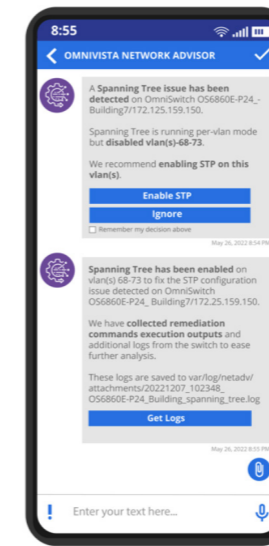 8:55
OMNIVISTA NETWORK ADVISOR
A Spanning Tree issue has been
detected on OmniSwitch OS6860E-P24_-
Building7/172.125.159.150.
Spanning Tree is running per-vlan mode
but disabled vlan(s)-68-73.
We recommend enabling STP on this
vlan(s).
Enable STP
Ignore
Remember my decision above
May 26, 2022 8:54 PM
Spanning Tree has been enabled on
vlan(s) 68-73 to fix the STP configuration
issue detected on OmniSwitch
OS6860E-P24_ Building7/172.25.159.150.
We have collected remediation
commands execution outputs and
additional logs from the switch to ease
further analysis.
These logs are saved to var/log/netadv/
attachments/20221207_102348_
OS6860E-P24_Building_spanning_tree.log
Get Logs
May 26, 2022 8:55 PM
Enter your text here...